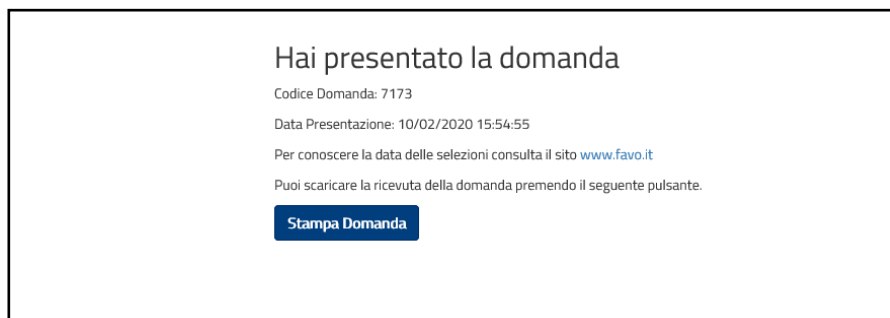 Hai presentato la domanda
Codice Domanda: 7173
Data Presentazione: 10/02/2020 15:54:55
Per conoscere la data delle selezioni consulta il sito www.favo.it
Puoi scaricare la ricevuta della domanda premendo il seguente pulsante.
Stampa Domanda